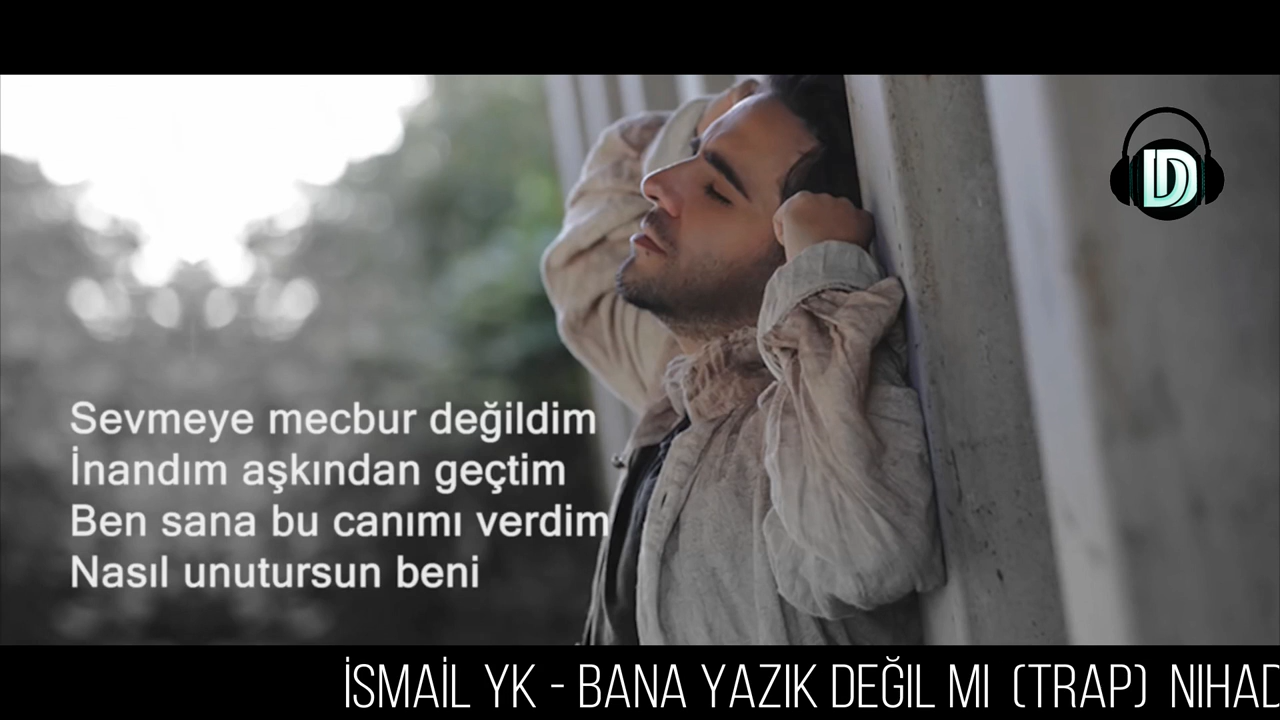 Sevmeye mecbur değildim
İnandım aşkından geçtim
Ben sana bu canımı verdim
Nasıl unutursun beni
İSMAİL YK - BANA YAZIK DEĞIL MI (TRAP) NIHAD